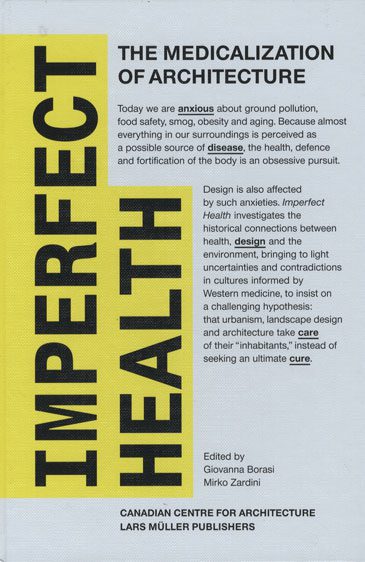 IMPERFECT
HEALTH
THE MEDICALIZATION
OF ARCHITECTURE
Today we are anxious about ground pollution,
food safety, smog, obesity and aging. Because almost
everything in our surroundings is perceived as
a possible source of disease, the health, defence
and fortification of the body is an obsessive pursuit.
Design is also affected
by such anxieties. Imperfect
Health investigates the
historical connections between
health, design and the
environment, bringing to light
uncertainties and contradictions
in cultures informed by
Western medicine, to insist on
a challenging hypothesis:
that urbanism, landscape design
and architecture take care
of their “inhabitants,” instead of
seeking an ultimate cure.
Edited by
Giovanna Borasi
Mirko Zardini
CANADIAN CENTRE FOR ARCHITECTURE
LARS MÜLLER PUBLISHERS